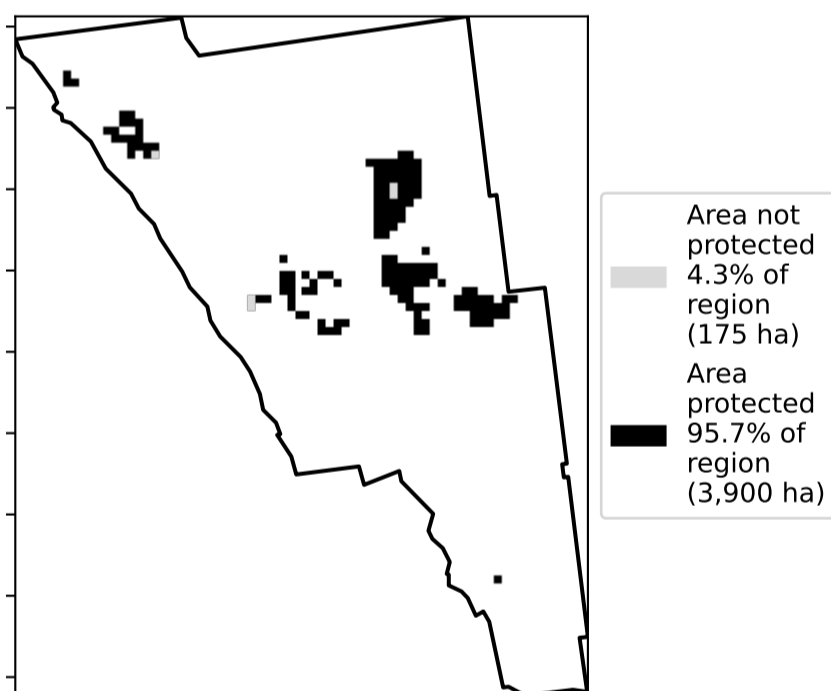 Area not
protected
4.3% of
region
(175 ha)
Area
protected
95.7% of
region
(3,900 ha)